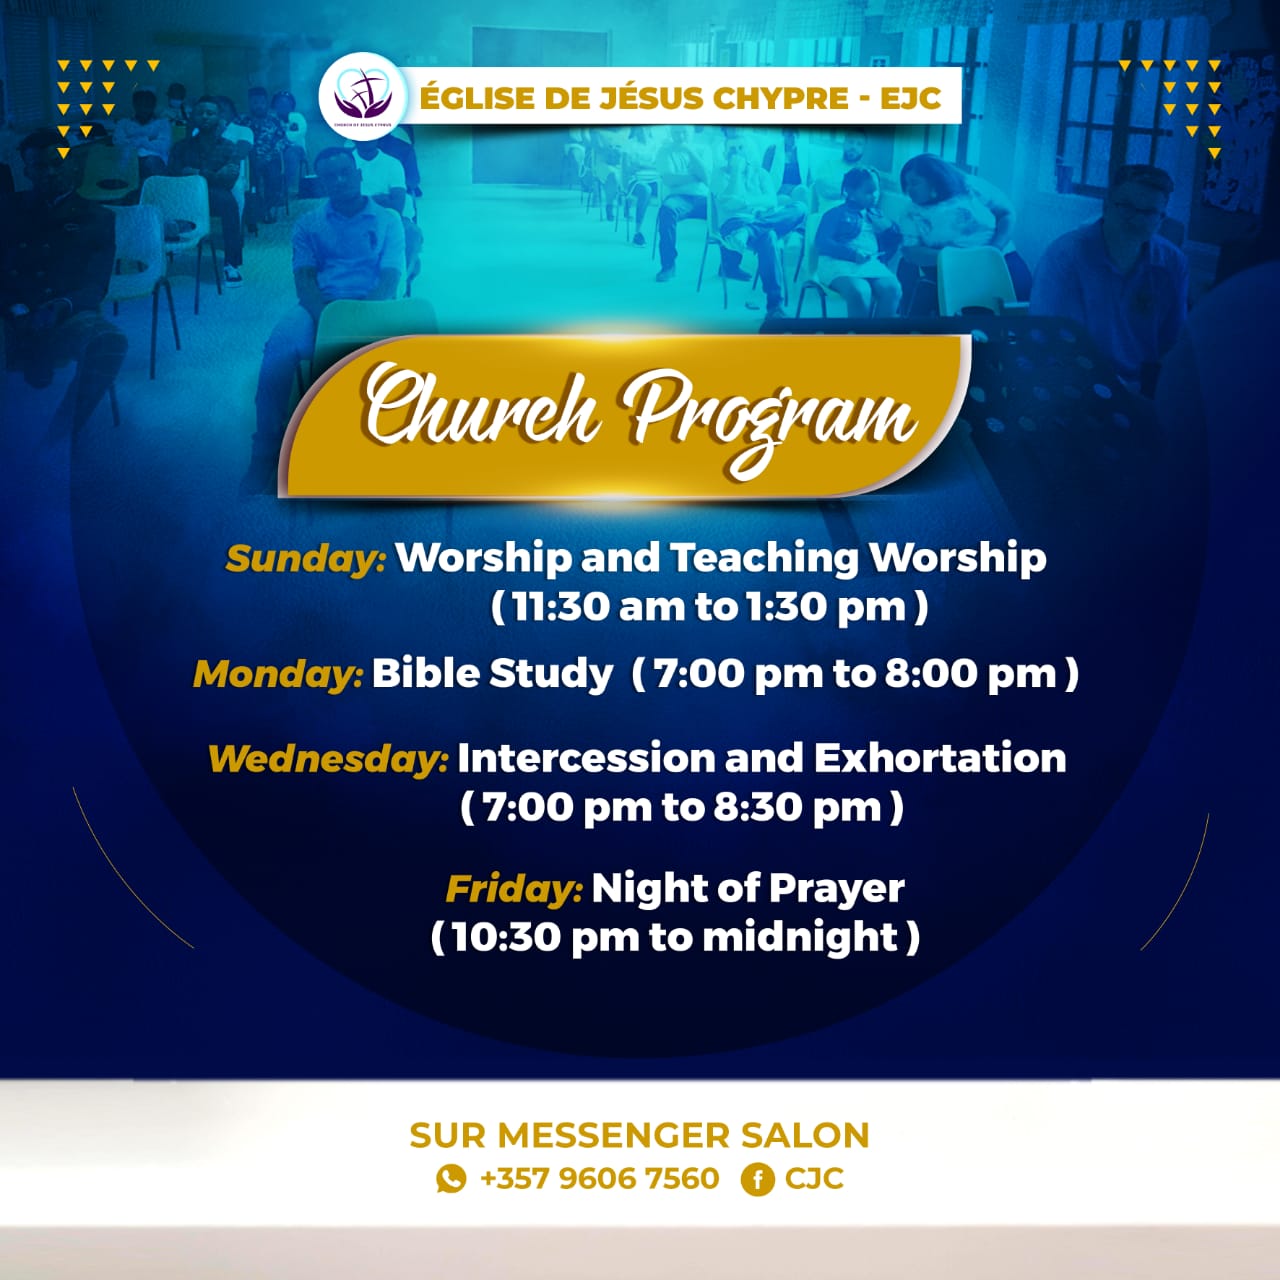 ÉGLISE DE JÉSUS CHYPRE - EJC
CHURCH OF JESUS CYPRUS
Church Program
Sunday: Worship and Teaching Worship
( 11:30 am to 1:30 pm )
Monday: Bible Study ( 7:00 pm to 8:00 pm )
Wednesday: Intercession and Exhortation
( 7:00 pm to 8:30 pm )
Friday: Night of Prayer
( 10:30 pm to midnight )
SUR MESSENGER SALON
+357 9606 7560 f CJC